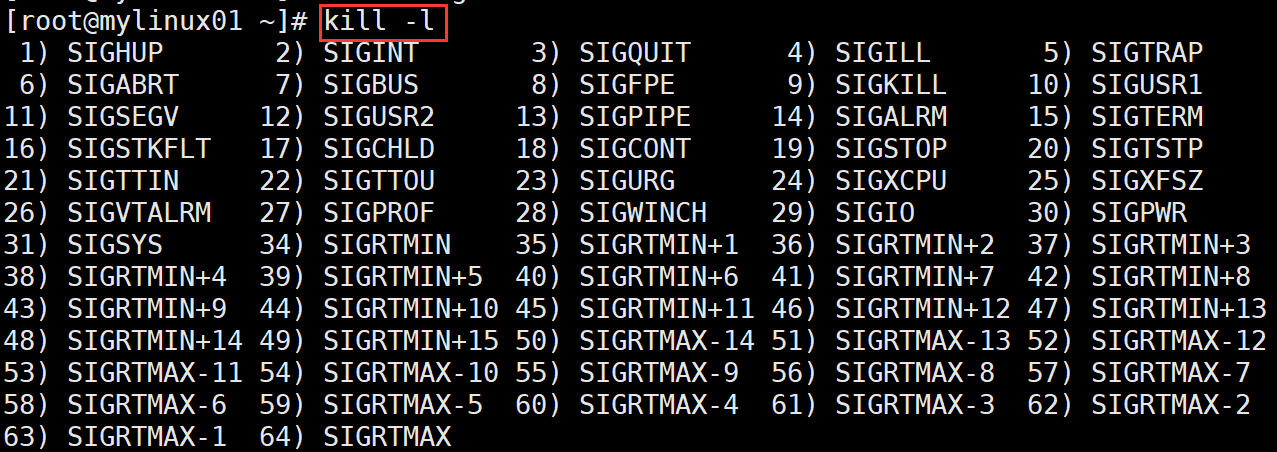 [root@mylinux01 ~]# kill -l
 1) SIGHUP       2) SIGINT       3) SIGQUIT      4) SIGILL       5) SIGTRAP
 6) SIGABRT      7) SIGBUS       8) SIGFPE       9) SIGKILL     10) SIGUSR1
11) SIGSEGV     12) SIGUSR2     13) SIGPIPE     14) SIGALRM     15) SIGTERM
16) SIGSTKFLT   17) SIGCHLD     18) SIGCONT     19) SIGSTOP     20) SIGTSTP
21) SIGTTIN     22) SIGTTOU     23) SIGURG      24) SIGXCPU     25) SIGXFSZ
26) SIGVTALRM   27) SIGPROF     28) SIGWINCH    29) SIGIO       30) SIGPWR
31) SIGSYS      34) SIGRTMIN    35) SIGRTMIN+1  36) SIGRTMIN+2  37) SIGRTMIN+3
38) SIGRTMIN+4  39) SIGRTMIN+5  40) SIGRTMIN+6  41) SIGRTMIN+7  42) SIGRTMIN+8
43) SIGRTMIN+9  44) SIGRTMIN+10 45) SIGRTMIN+11 46) SIGRTMIN+12 47) SIGRTMIN+13
48) SIGRTMIN+14 49) SIGRTMIN+15 50) SIGRTMAX-14 51) SIGRTMAX-13 52) SIGRTMAX-12
53) SIGRTMAX-11 54) SIGRTMAX-10 55) SIGRTMAX-9  56) SIGRTMAX-8  57) SIGRTMAX-7
58) SIGRTMAX-6  59) SIGRTMAX-5  60) SIGRTMAX-4  61) SIGRTMAX-3  62) SIGRTMAX-2
63) SIGRTMAX-1  64) SIGRTMAX